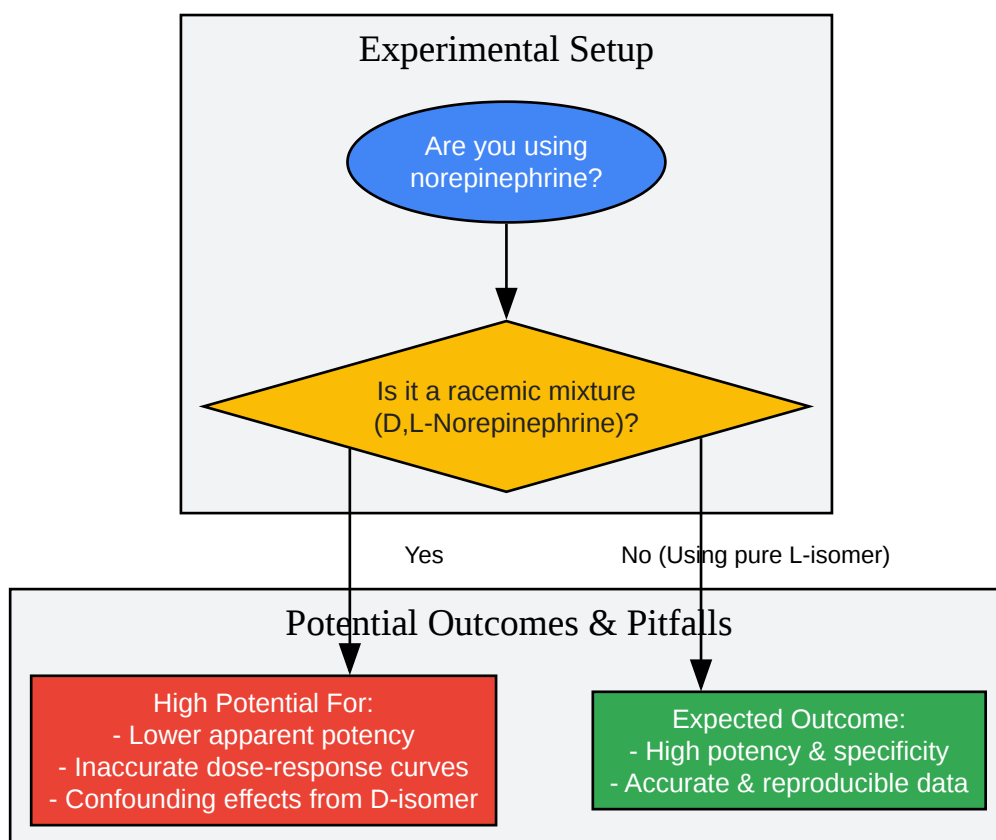 Experimental Setup
Are you using
norepinephrine?
Is it a racemic mixture
(D,L-Norepinephrine)?
Yes
No (Using pure L-isomer)
Potential Outcomes & Pitfalls
High Potential For:
- Lower apparent potency
- Inaccurate dose-response curves
- Confounding effects from D-isomer
Expected Outcome:
- High potency & specificity
- Accurate & reproducible data